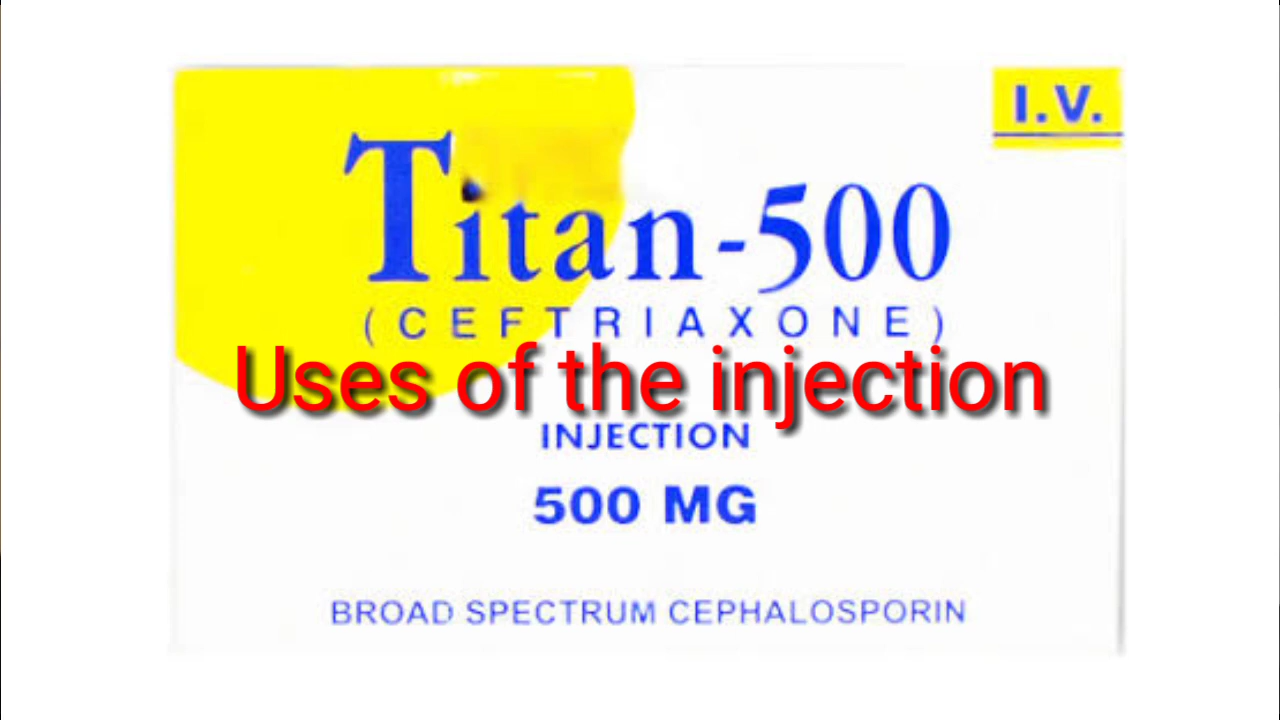 I.V.
Titan-500
(CEFTRIAXONE)
Uses of the injection
INJECTION
500 MG
BROAD SPECTRUM CEPHALOSPORIN